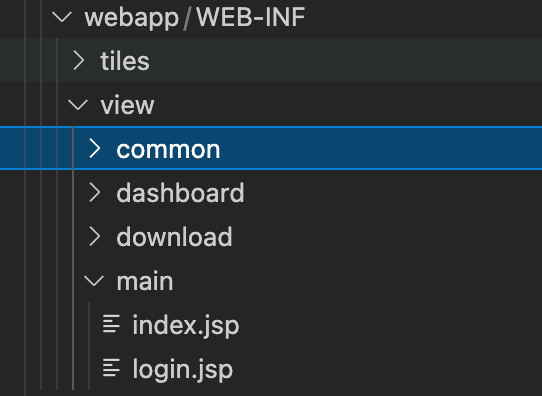 webapp/WEB-INF
tiles
view
common
dashboard
download
main
index.jsp
login.jsp